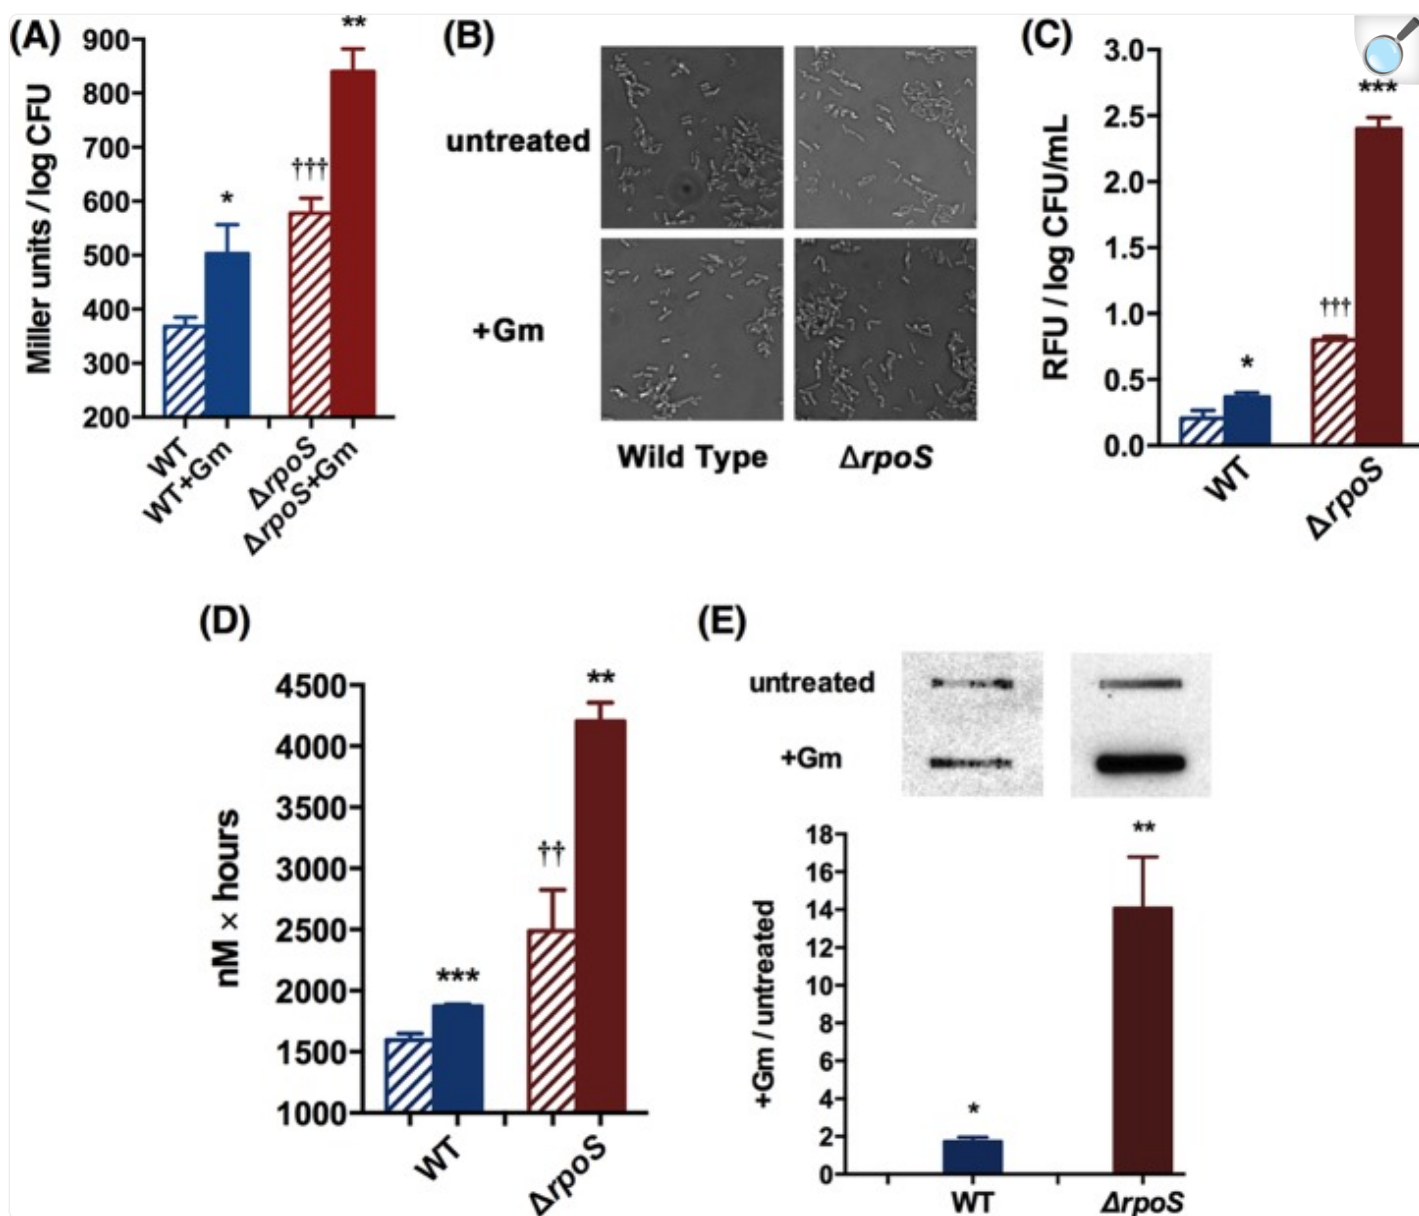 (A)
Miller units / log CFU
900
800
700
600
500
400
300
200
*
†††
**
WT
WT+Gm
ΔrpoS
ΔrpoS+Gm
(B)
untreated
+Gm
Wild Type
ΔrpoS
(C)
RFU / log CFU/mL
3.0
2.5
2.0
1.5
1.0
0.5
0.0
*
†††
***
WT
ΔrpoS
(D)
nM × hours
4500
4000
3500
3000
2500
2000
1500
1000
***
††
**
WT
ΔrpoS
(E)
untreated
+Gm
+Gm / untreated
18
16
14
12
10
8
6
4
2
0
*
**
WT
ΔrpoS